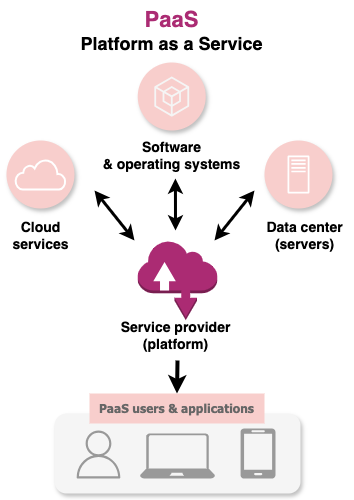 PaaS
Platform as a Service
Software
& operating systems
Cloud
services
Data center
(servers)
Service provider
(platform)
PaaS users & applications